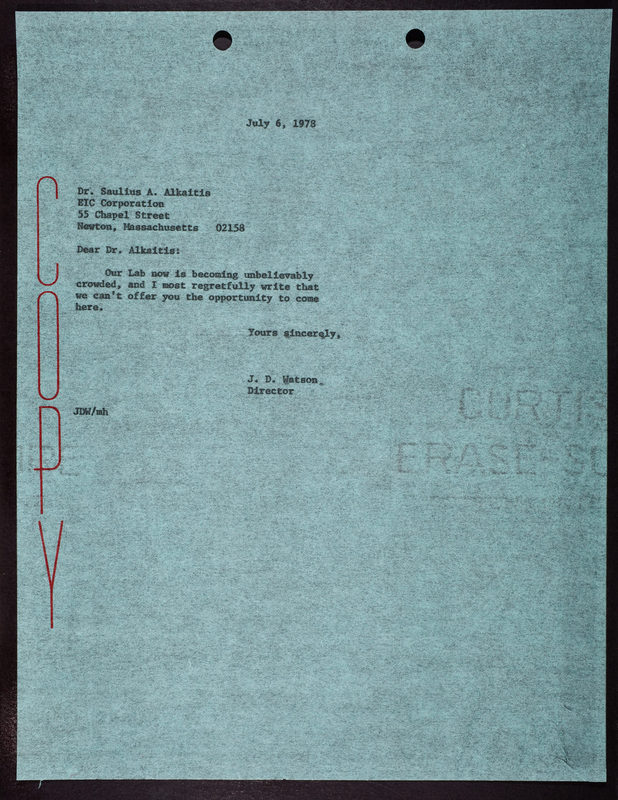 July 6, 1978
Dr. Saulius A. Alkaitis
EIC Corporation
55 Chapel Street
Newton, Massachusetts 02158
Dear Dr. Alkaitis:
Our Lab now is becoming unbelievably
crowded, and I most regretfully write that
we can't offer you the opportunity to come
here.
Yours sincerely,
J. D. Watson
Director
JDW/mh
COPY
ERASE-